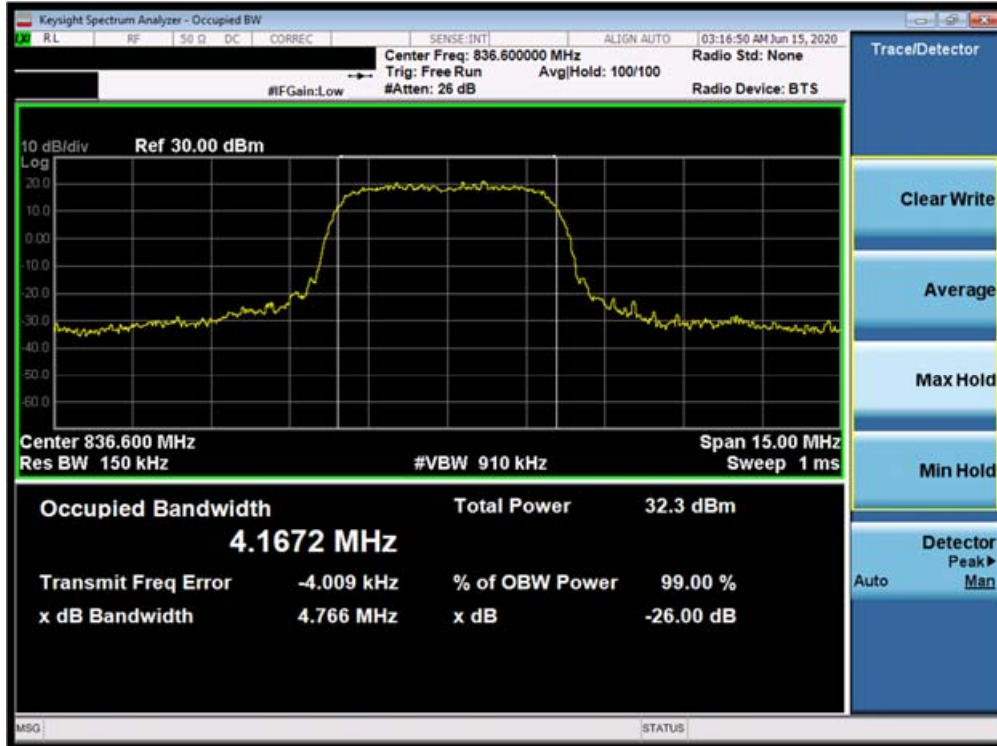 Keysight Spectrum Analyzer - Occupied BW
LXI RL RF 50 Ω DC CORREC SENSE:INT ALIGN AUTO 03:16:50 AM Jun 15, 2020
Center Freq: 836.600000 MHz Radio Std: None
Trig: Free Run Avg|Hold: 100/100
#IFGain:Low #Atten: 26 dB Radio Device: BTS
10 dB/div Ref 30.00 dBm
Log
20.0
10.0
0.00
-10.0
-20.0
-30.0
-40.0
-50.0
-60.0
Center 836.600 MHz Span 15.00 MHz
Res BW 150 kHz #VBW 910 kHz Sweep 1 ms
Occupied Bandwidth Total Power 32.3 dBm
4.1672 MHz
Transmit Freq Error -4.009 kHz % of OBW Power 99.00 %
x dB Bandwidth 4.766 MHz x dB -26.00 dB
MSG STATUS
Trace/Detector
Clear Write
Average
Max Hold
Min Hold
Detector
Peak▶
Auto Man